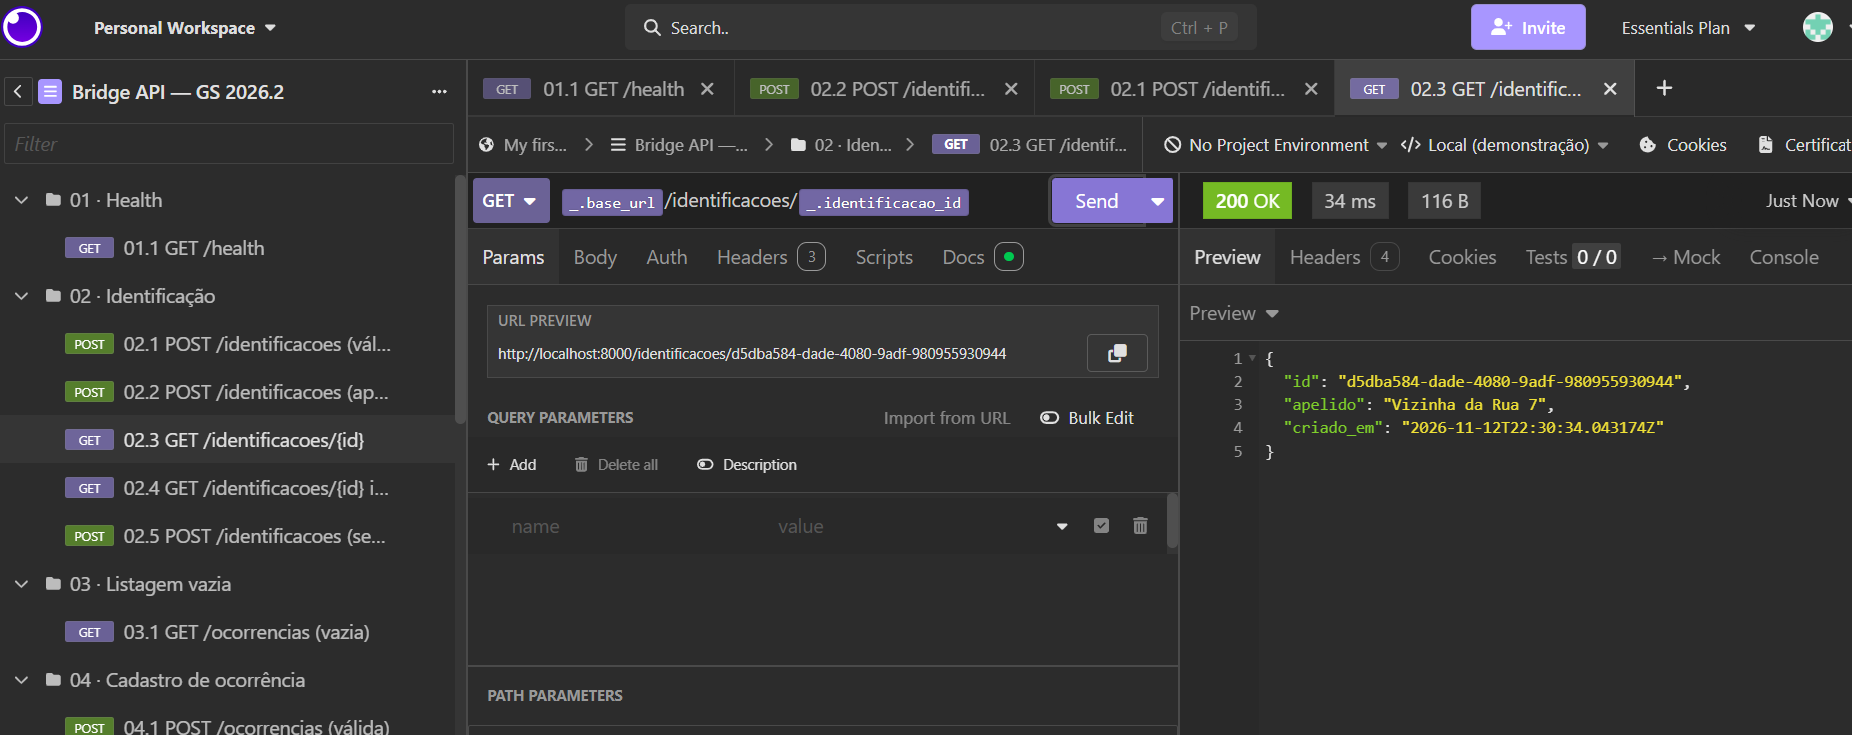 Personal Workspace
Search..
Ctrl + P
Invite
Essentials Plan
Bridge API — GS 2026.2
Filter
01 · Health
GET 01.1 GET /health
02 · Identificação
POST 02.1 POST /identificacoes (vál...
POST 02.2 POST /identificacoes (ap...
GET 02.3 GET /identificacoes/{id}
GET 02.4 GET /identificacoes/{id} i...
POST 02.5 POST /identificacoes (se...
03 · Listagem vazia
GET 03.1 GET /ocorrencias (vazia)
04 · Cadastro de ocorrência
POST 04.1 POST /ocorrencias (válida)
GET 01.1 GET /health
POST 02.2 POST /identifi...
POST 02.1 POST /identifi...
GET 02.3 GET /identific...
My firs...
Bridge API —...
02 · Iden...
GET 02.3 GET /identif...
No Project Environment
Local (demonstração)
Cookies
Certificat
GET
_.base_url/identificacoes/_.identificacao_id
Send
Params
Body
Auth
Headers 3
Scripts
Docs
URL PREVIEW
http://localhost:8000/identificacoes/d5dba584-dade-4080-9adf-980955930944
QUERY PARAMETERS
Import from URL
Bulk Edit
Add
Delete all
Description
name
value
PATH PARAMETERS
200 OK
34 ms
116 B
Just Now
Preview
Headers 4
Cookies
Tests 0 / 0
→ Mock
Console
Preview
1 {
2 "id": "d5dba584-dade-4080-9adf-980955930944",
3 "apelido": "Vizinha da Rua 7",
4 "criado_em": "2026-11-12T22:30:34.043174Z"
5 }